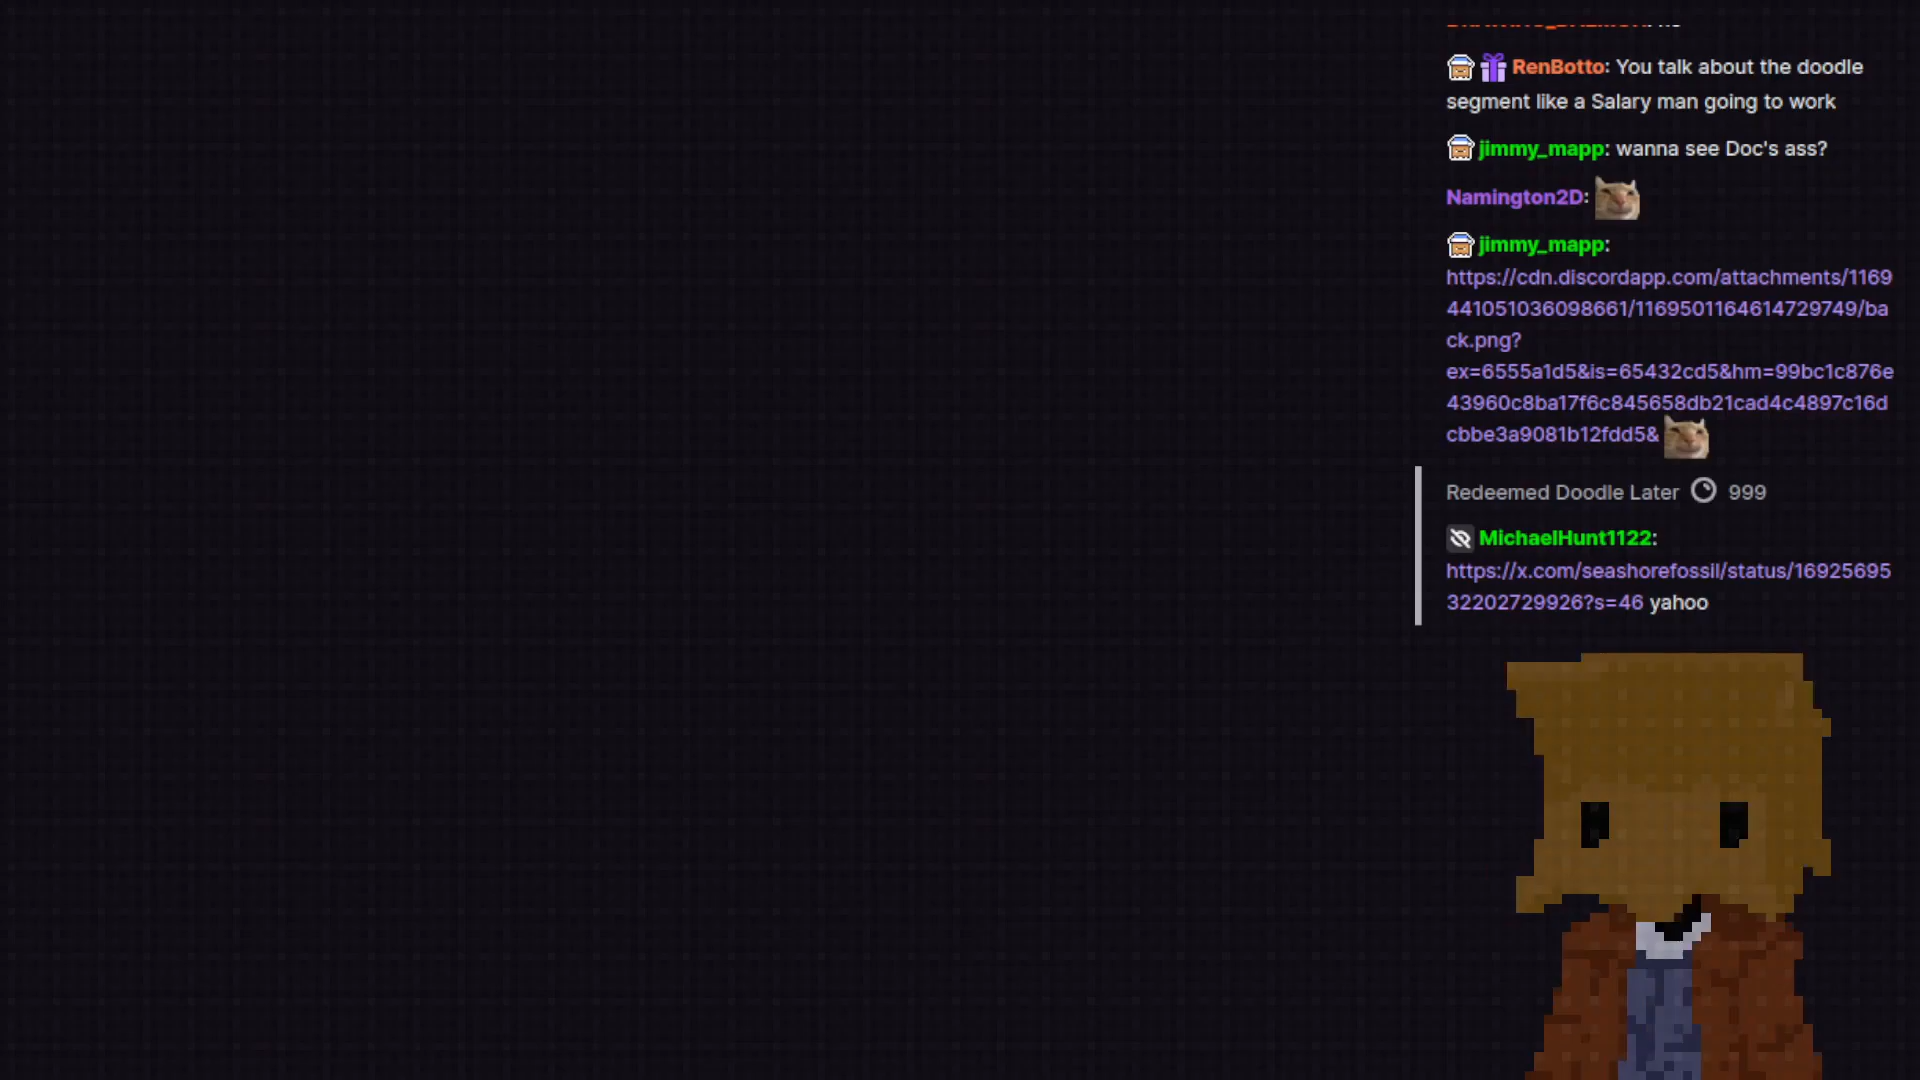 RenBotto: You talk about the doodle
segment like a Salary man going to work
jimmy_mapp: wanna see Doc's ass?
Namington2D:
jimmy_mapp:
https://cdn.discordapp.com/attachments/1169
441051036098661/1169501164614729749/ba
ck.png?
ex=6555a1d5&is=65432cd5&hm=99bc1c876e
43960c8ba17f6c845658db21cad4c4897c16d
cbbe3a9081b12fdd5&
Redeemed Doodle Later 999
MichaelHunt1122:
https://x.com/seashorefossil/status/16925695
32202729926?s=46 yahoo